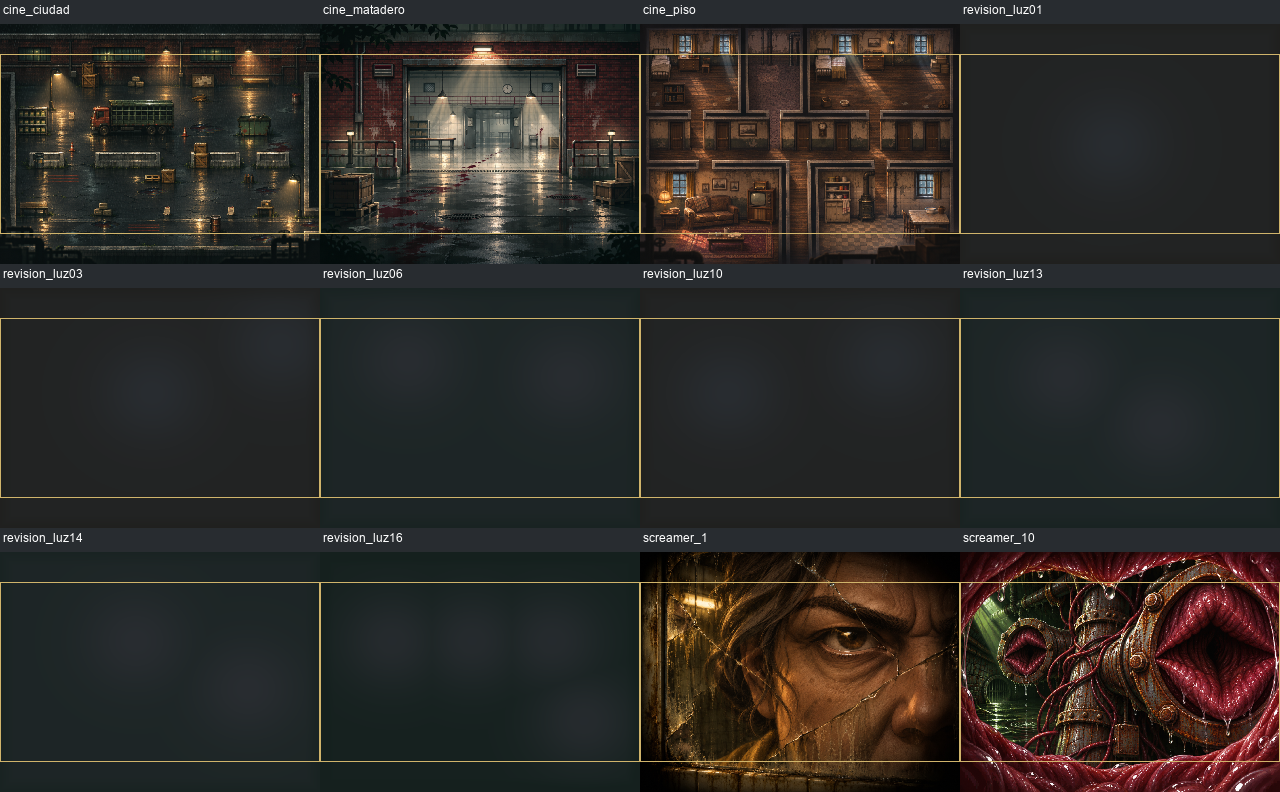 cine_ciudad
cine_matadero
cine_piso
revision_luz01
revision_luz03
revision_luz06
revision_luz10
revision_luz13
revision_luz14
revision_luz16
screamer_1
screamer_10